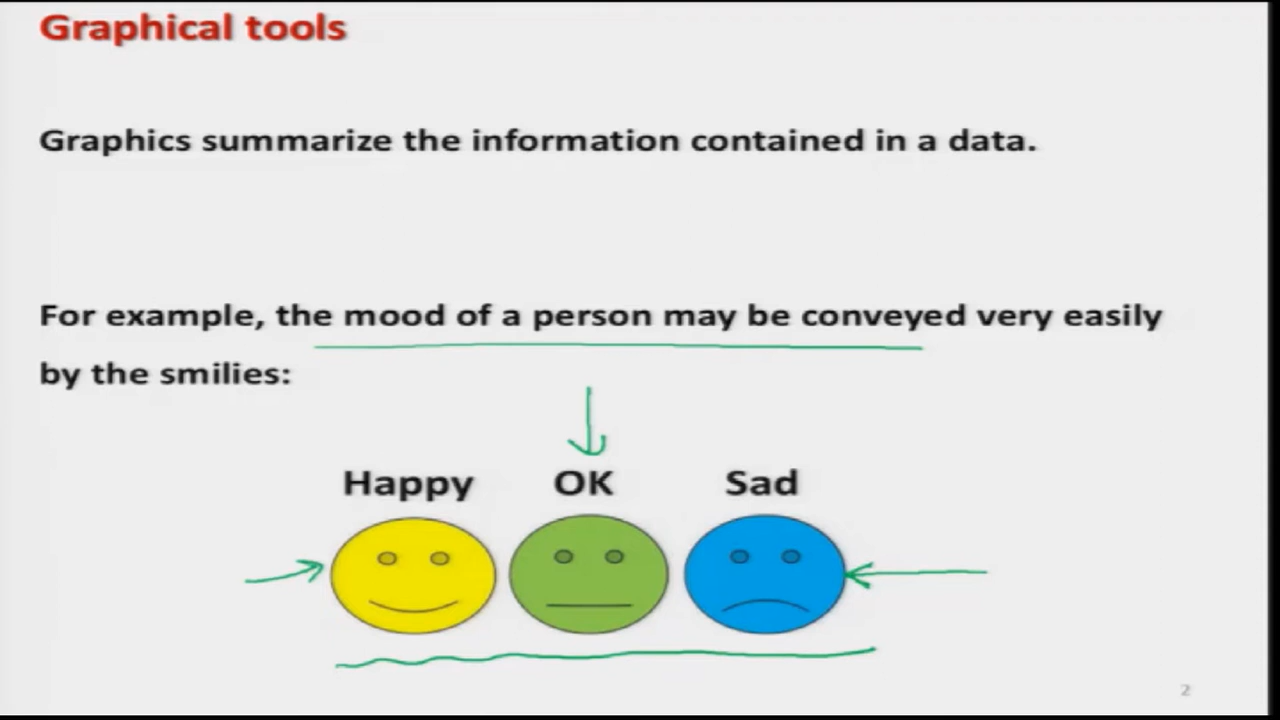 Graphical tools
Graphics summarize the information contained in a data.
For example, the mood of a person may be conveyed very easily
by the smilies:
Happy OK Sad
2